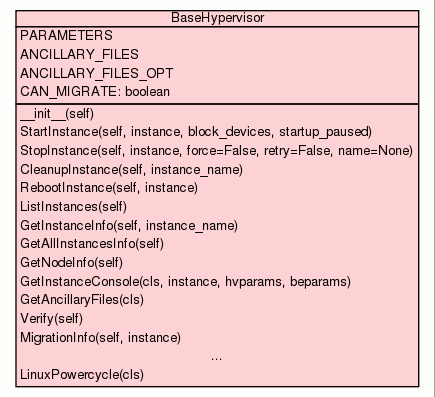 BaseHypervisor
PARAMETERS
ANCILLARY_FILES
ANCILLARY_FILES_OPT
CAN_MIGRATE: boolean
__init__(self)
StartInstance(self, instance, block_devices, startup_paused)
StopInstance(self, instance, force=False, retry=False, name=None)
CleanupInstance(self, instance_name)
RebootInstance(self, instance)
ListInstances(self)
GetInstanceInfo(self, instance_name)
GetAllInstancesInfo(self)
GetNodeInfo(self)
GetInstanceConsole(cls, instance, hvparams, beparams)
GetAncillaryFiles(cls)
Verify(self)
MigrationInfo(self, instance)
...
LinuxPowercycle(cls)